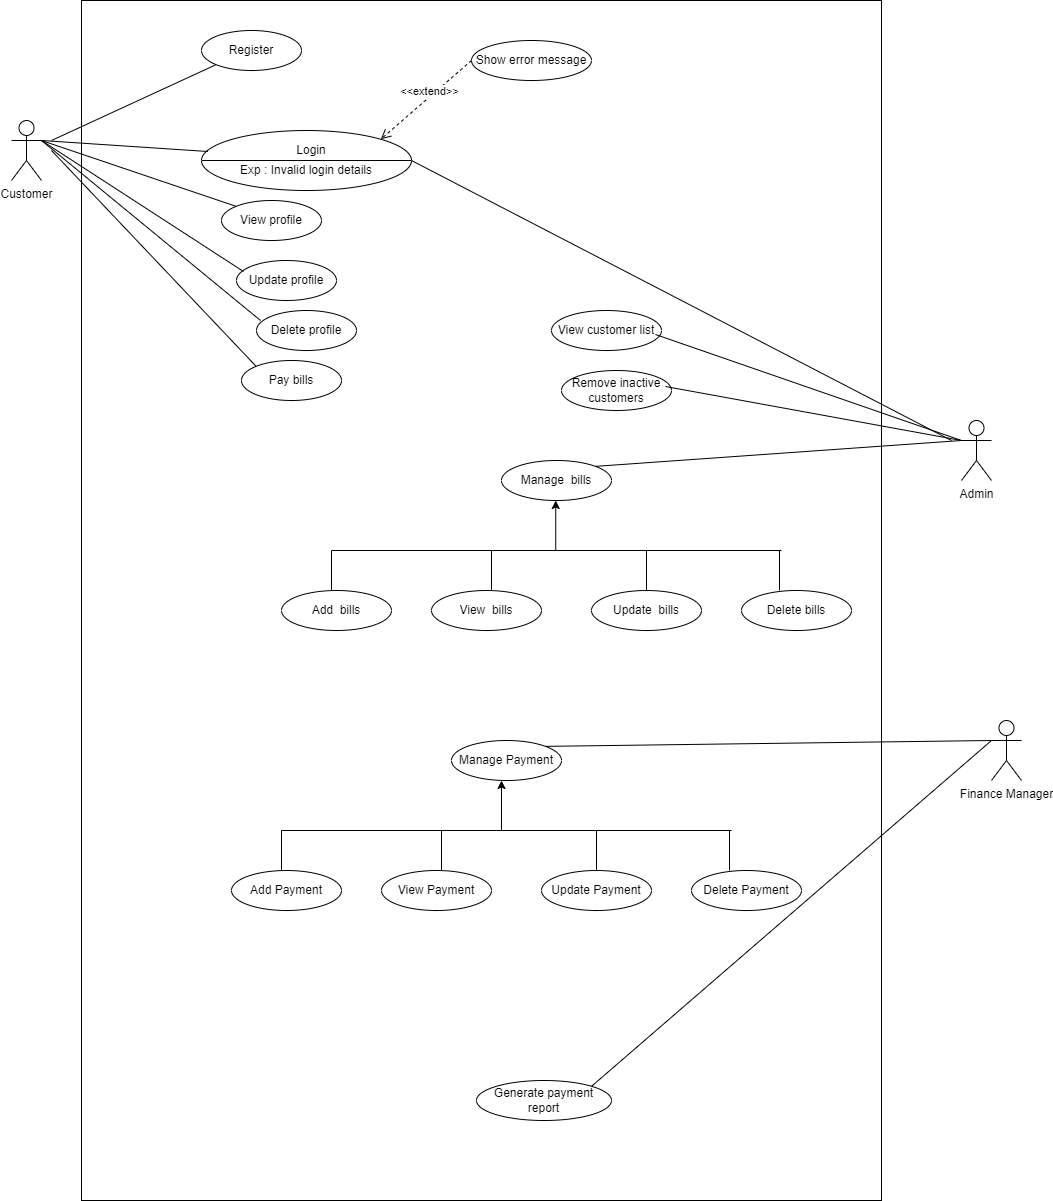 Register
Show error message
<<extend>>
Login
Exp : Invalid login details
Customer
View profile
Update profile
Delete profile
View customer list
Pay bills
Remove inactive
customers
Admin
Manage  bills
Add  bills
View  bills
Update  bills
Delete bills
Manage Payment
Finance Manager
Add Payment
View Payment
Update Payment
Delete Payment
Generate payment
report